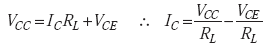 V_CC = I_C R_L + V_CE ∴ I_C = V_CC / R_L − V_CE / R_L